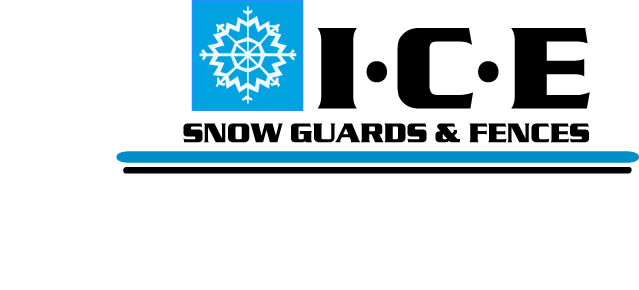 I·C·E
SNOW GUARDS & FENCES